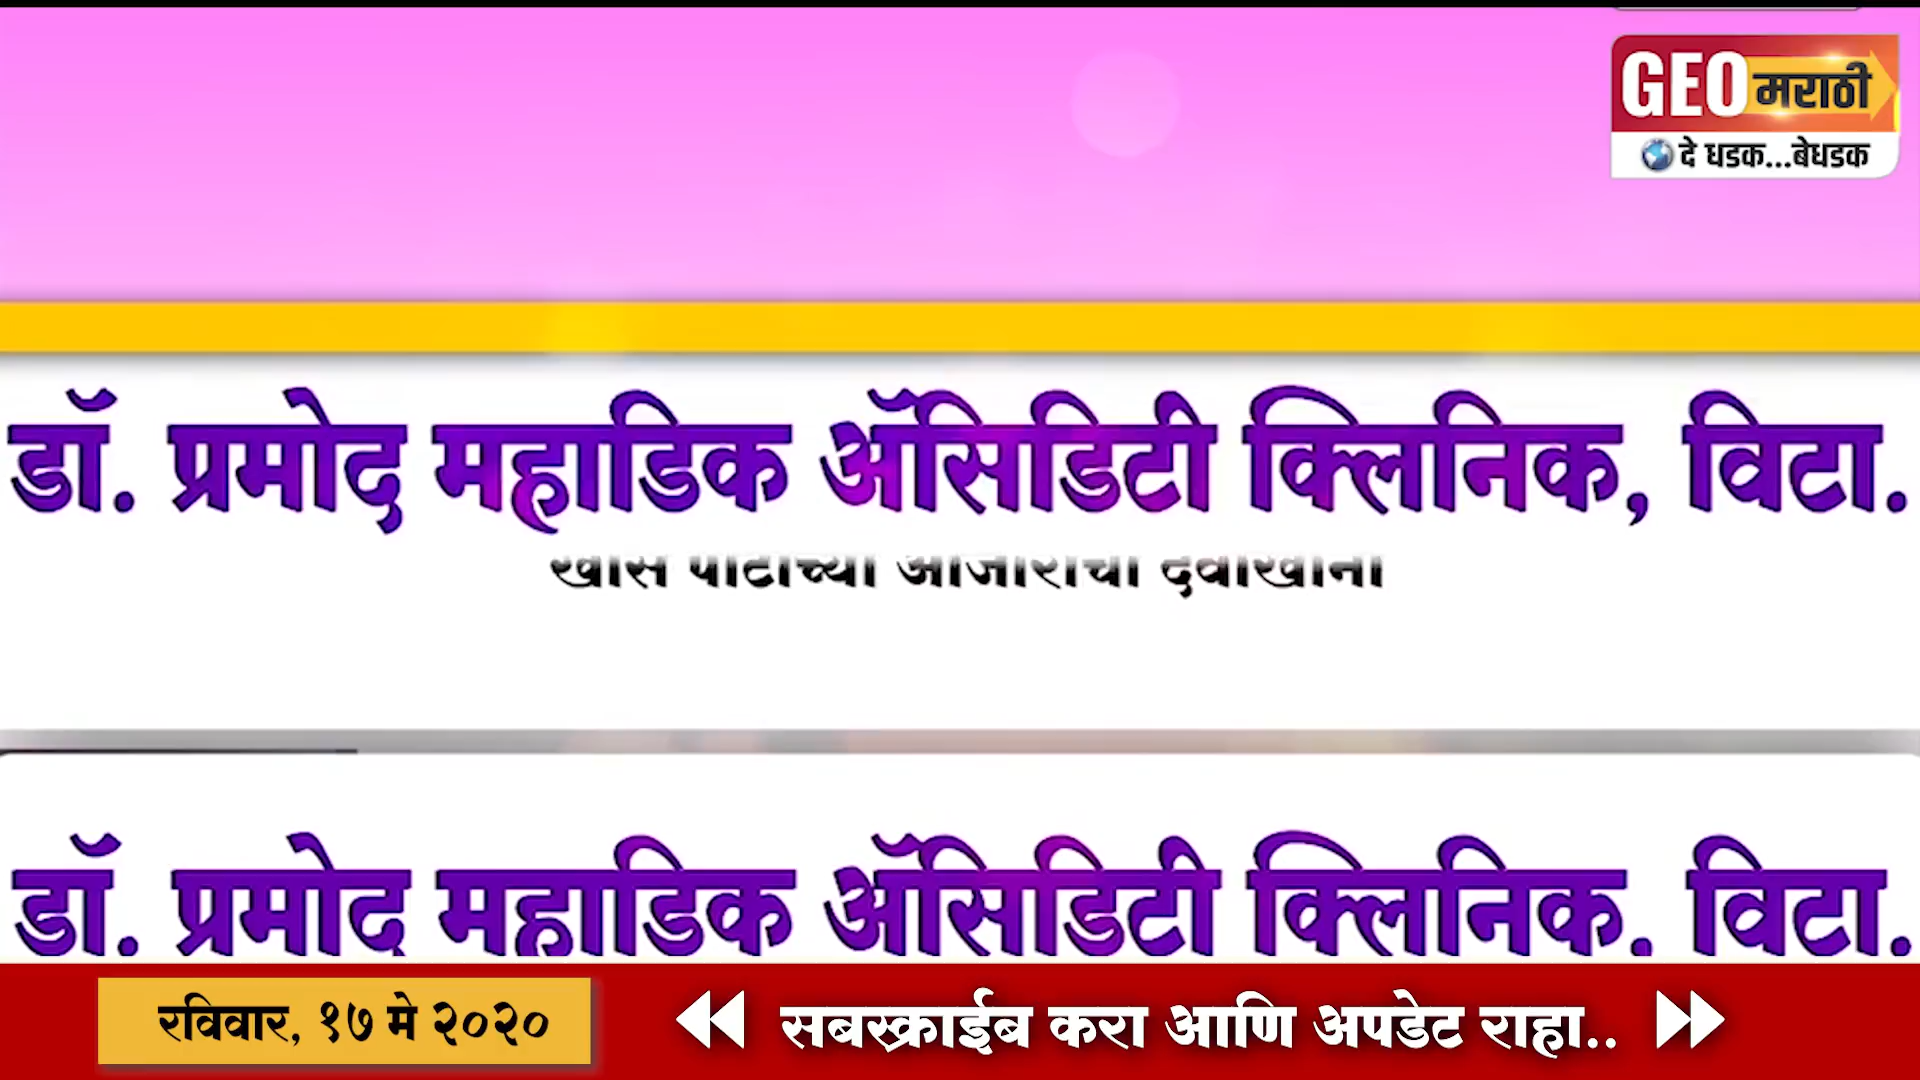 GEO मराठी
दे धडक...बेधडक
डॉ. प्रमोद महाडिक ॲसिडिटी क्लिनिक, विटा.
खास पोटाच्या आजाराचा दवाखाना
डॉ. प्रमोद महाडिक ॲसिडिटी क्लिनिक, विटा.
रविवार, १७ मे २०२०
सबस्क्राईब करा आणि अपडेट राहा..